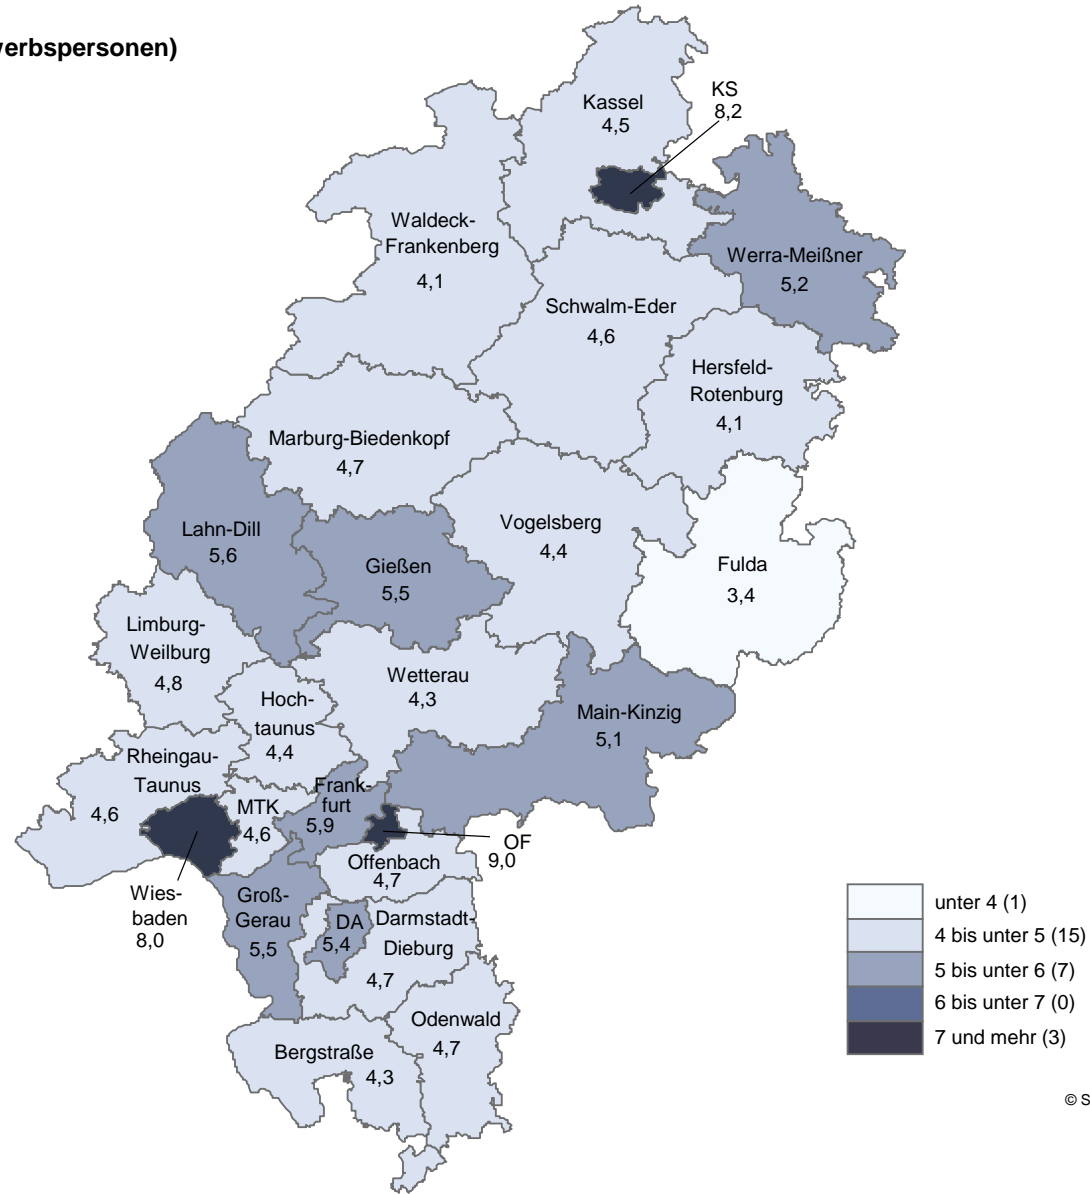 verbspersonen)
Kassel
4,5
KS
8,2
Waldeck-
Frankenberg
4,1
Werra-Meißner
5,2
Schwalm-Eder
4,6
Hersfeld-
Rotenburg
4,1
Marburg-Biedenkopf
4,7
Lahn-Dill
5,6
Gießen
5,5
Vogelsberg
4,4
Fulda
3,4
Limburg-
Weilburg
4,8
Wetterau
4,3
Hoch-
taunus
4,4
Main-Kinzig
5,1
Rheingau-
Taunus
4,6
MTK
4,6
Frank-
furt
5,9
OF
9,0
Offenbach
4,7
Wies-
baden
8,0
Groß-
Gerau
5,5
DA
5,4
Darmstadt-
Dieburg
4,7
Odenwald
4,7
Bergstraße
4,3
unter 4 (1)
4 bis unter 5 (15)
5 bis unter 6 (7)
6 bis unter 7 (0)
7 und mehr (3)
© S